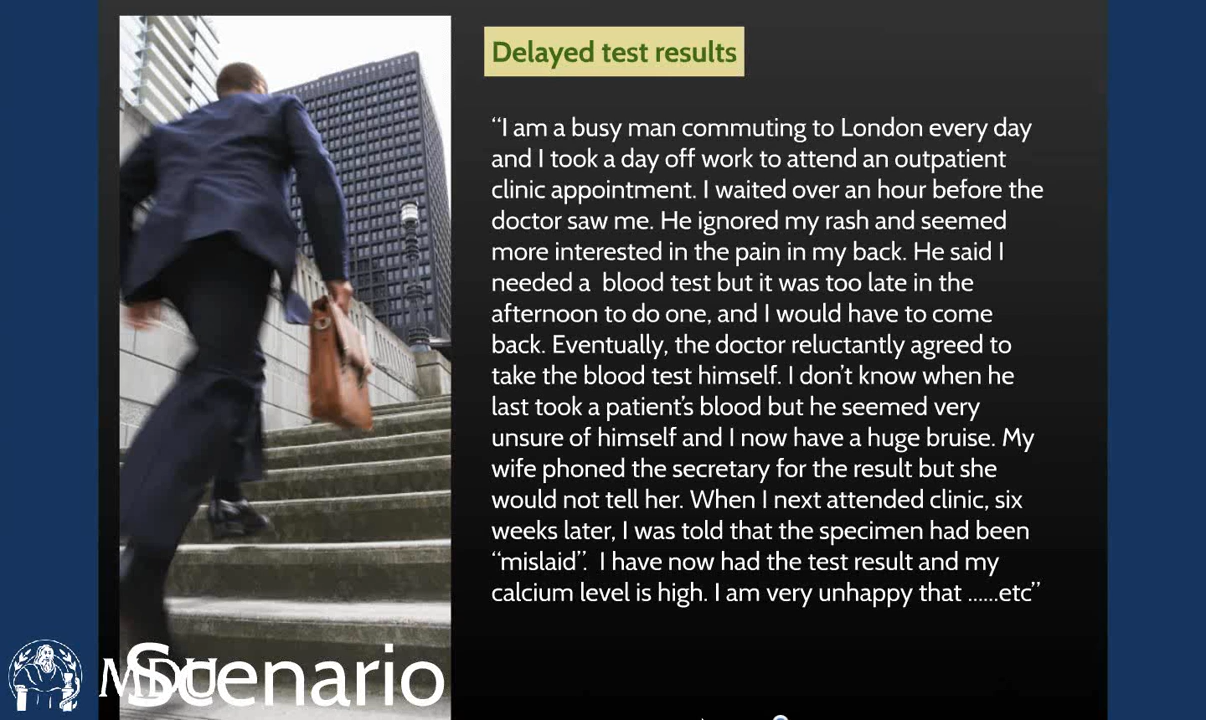 Delayed test results
“I am a busy man commuting to London every day
and I took a day off work to attend an outpatient
clinic appointment. I waited over an hour before the
doctor saw me. He ignored my rash and seemed
more interested in the pain in my back. He said I
needed a  blood test but it was too late in the
afternoon to do one, and I would have to come
back. Eventually, the doctor reluctantly agreed to
take the blood test himself. I don’t know when he
last took a patient’s blood but he seemed very
unsure of himself and I now have a huge bruise. My
wife phoned the secretary for the result but she
would not tell her. When I next attended clinic, six
weeks later, I was told that the specimen had been
“mislaid”.  I have now had the test result and my
calcium level is high. I am very unhappy that ......etc”
MDU
Scenario